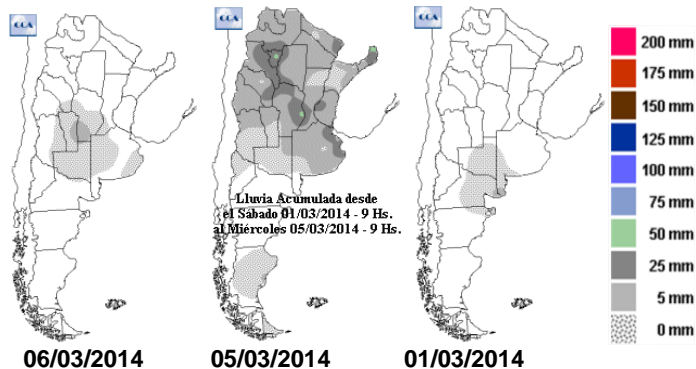 CCA
CCA
CCA
Lluvia Acumulada desde
el Sábado 01/03/2014 - 9 Hs.
al Miércoles 05/03/2014 - 9 Hs.
06/03/2014
05/03/2014
01/03/2014
200 mm
175 mm
150 mm
125 mm
100 mm
75 mm
50 mm
25 mm
5 mm
0 mm